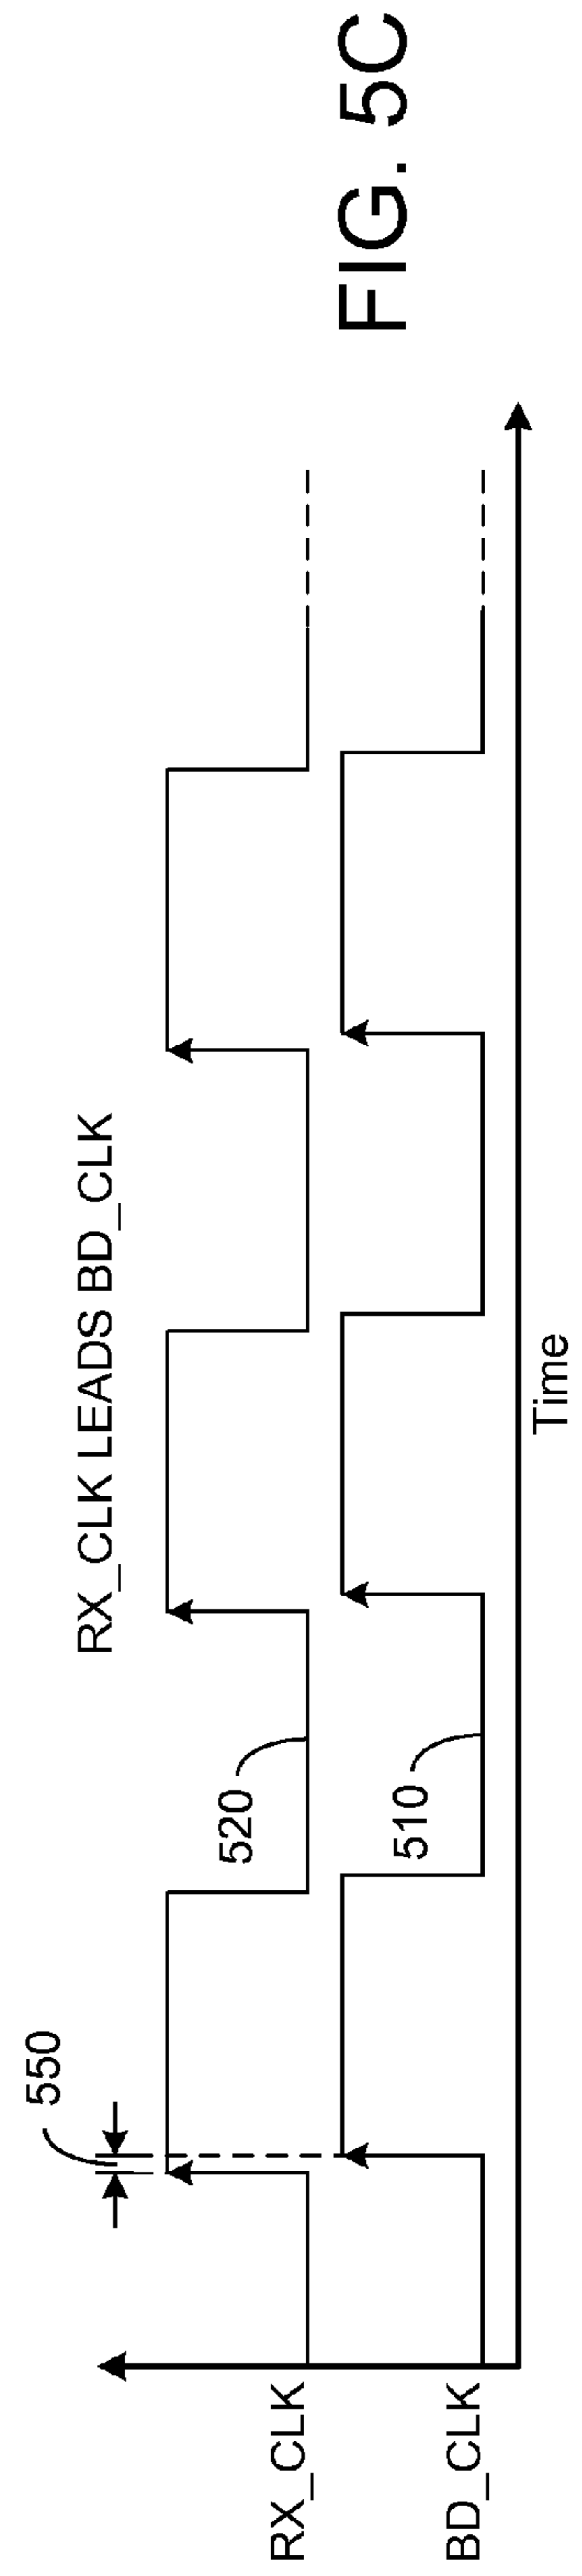 RX_CLK LEADS BD_CLK
550
RX_CLK
520
BD_CLK
510
Time
FIG. 5C